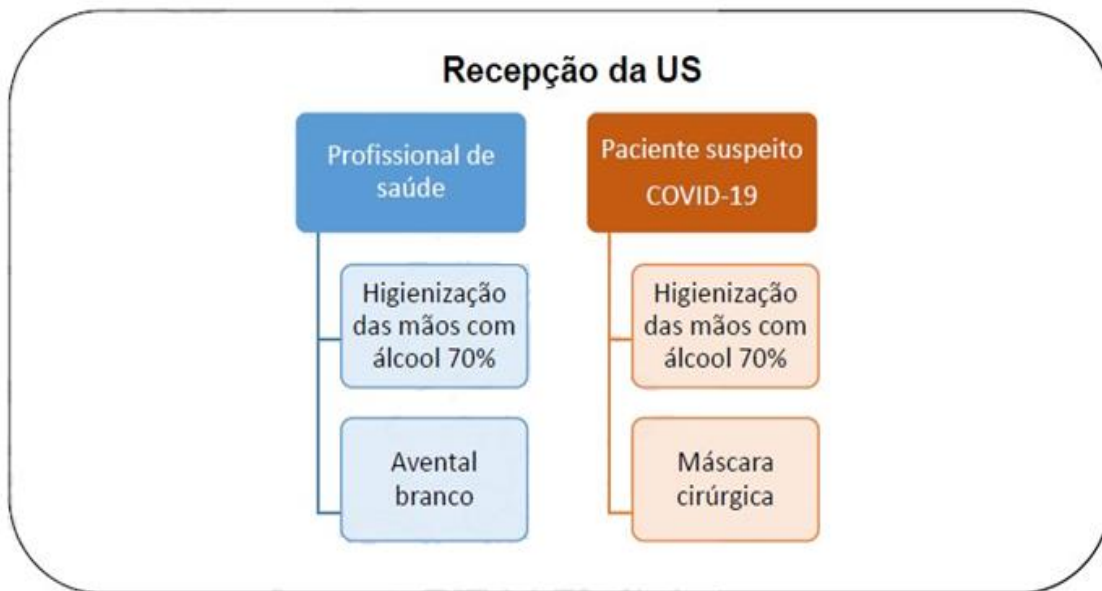 Recepção da US
Profissional de
saúde
Higienização
das mãos com
álcool 70%
Avental
branco
Paciente suspeito
COVID-19
Higienização
das mãos com
álcool 70%
Máscara
cirúrgica